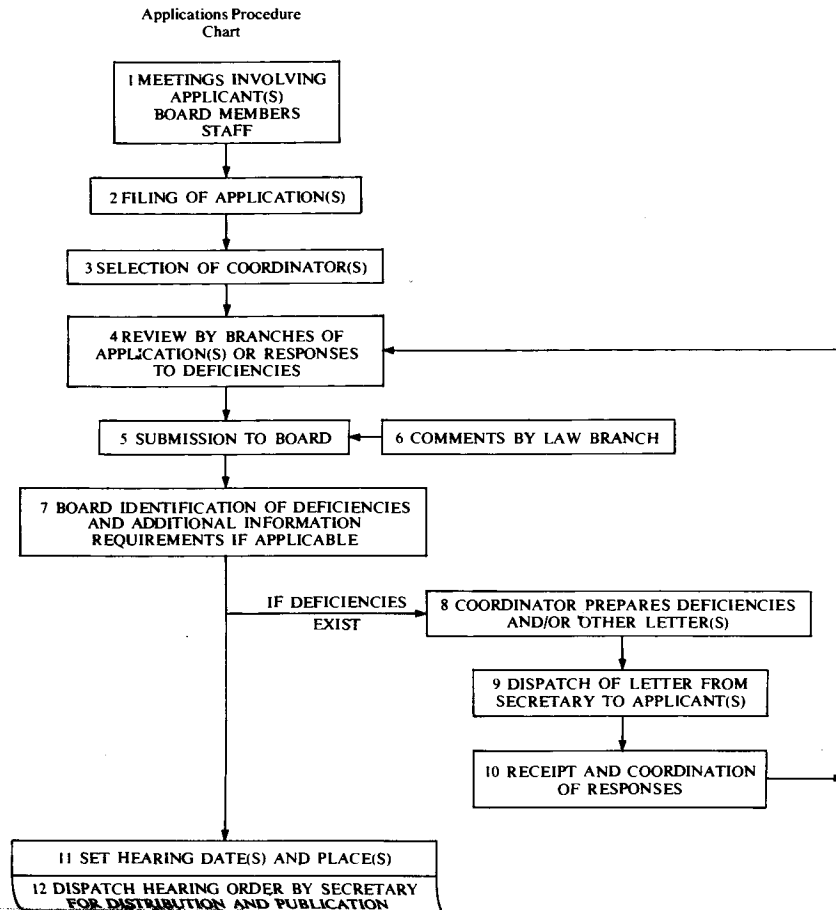 Applications Procedure
Chart
1 MEETINGS INVOLVING
APPLICANT(S)
BOARD MEMBERS
STAFF
2 FILING OF APPLICATION(S)
3 SELECTION OF COORDINATOR(S)
4 REVIEW BY BRANCHES OF
APPLICATION(S) OR RESPONSES
TO DEFICIENCIES
5 SUBMISSION TO BOARD
6 COMMENTS BY LAW BRANCH
7 BOARD IDENTIFICATION OF DEFICIENCIES
AND ADDITIONAL INFORMATION
REQUIREMENTS IF APPLICABLE
IF DEFICIENCIES
EXIST
8 COORDINATOR PREPARES DEFICIENCIES
AND/OR OTHER LETTER(S)
9 DISPATCH OF LETTER FROM
SECRETARY TO APPLICANT(S)
10 RECEIPT AND COORDINATION
OF RESPONSES
11 SET HEARING DATE(S) AND PLACE(S)
12 DISPATCH HEARING ORDER BY SECRETARY
FOR DISTRIBUTION AND PUBLICATION